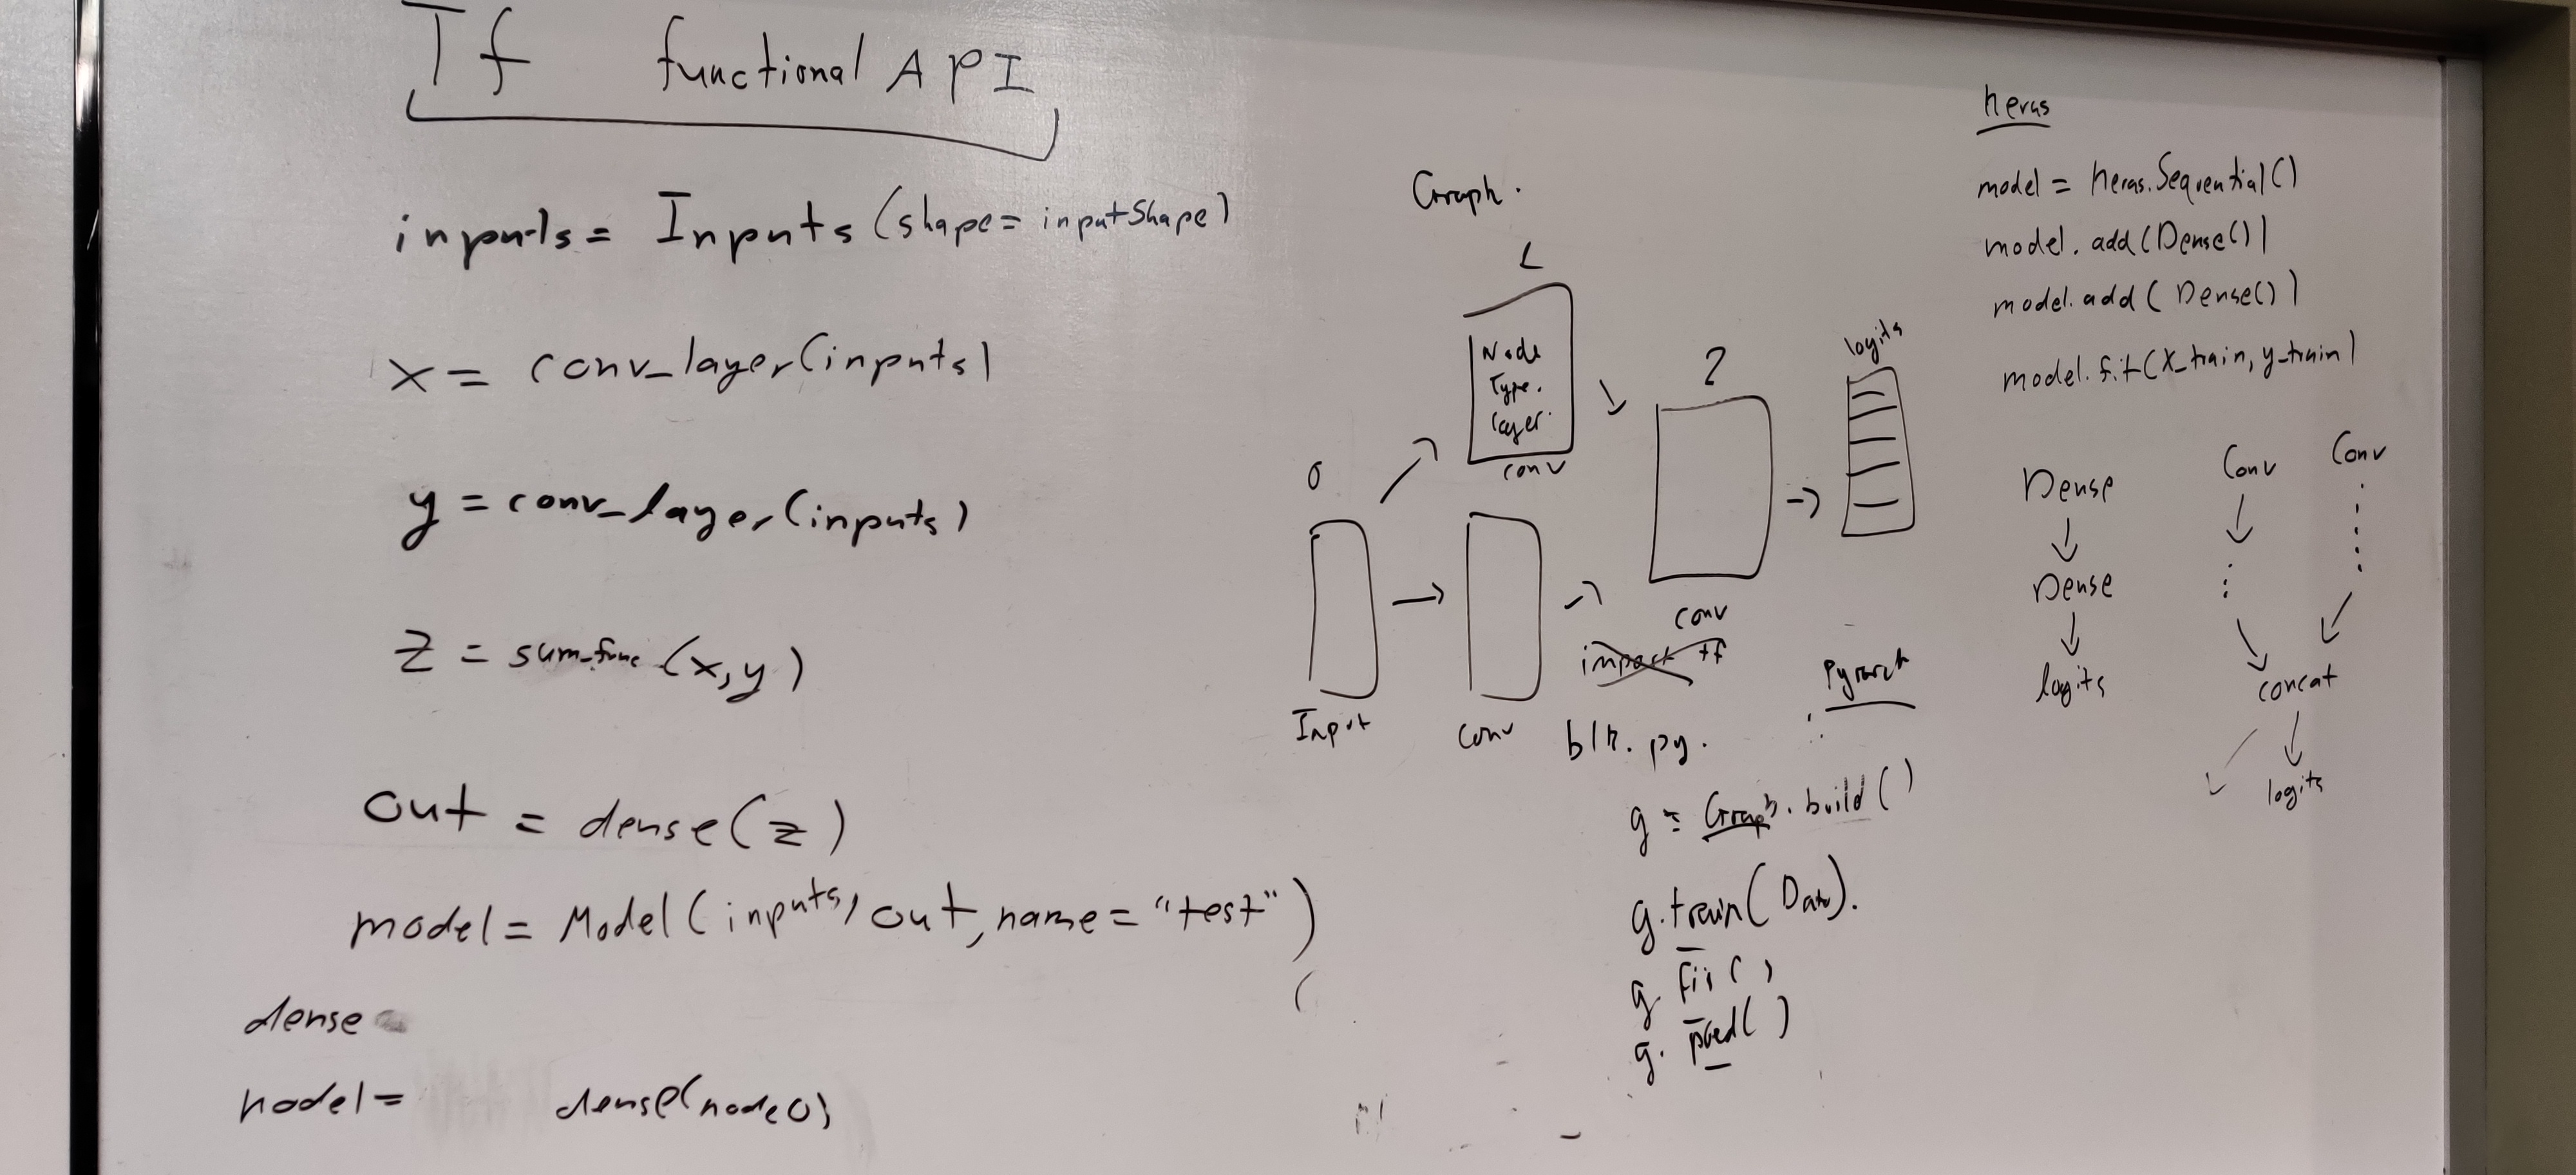 Tf functional API
inputs = Inputs (shape = inputShape)
x = conv_layer(inputs)
y = conv_layer(inputs)
z = sum_func (x, y)
out = dense(z)
model = Model (inputs, out, name = "test")
(
dense
node1 = dense(node0)
Graph.
Node
Type.
layer.
conv
0
Input
conv
2
conv
logits
import tf
blk. py.
Pytorch
g = Graph. build ()
g.train(Data).
g. fit ( )
g. pred( )
keras
model = keras.Sequential()
model. add(Dense())
model. add( Dense())
model. fit(X_train, y_train)
Dense
Dense
logits
Conv
Conv
concat
logits